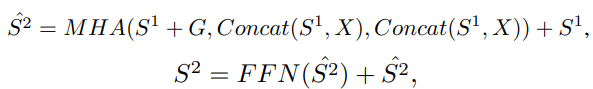 Ŝ² = MHA(S¹ + G, Concat(S¹, X), Concat(S¹, X)) + S¹,
S² = FFN(Ŝ²) + Ŝ²,